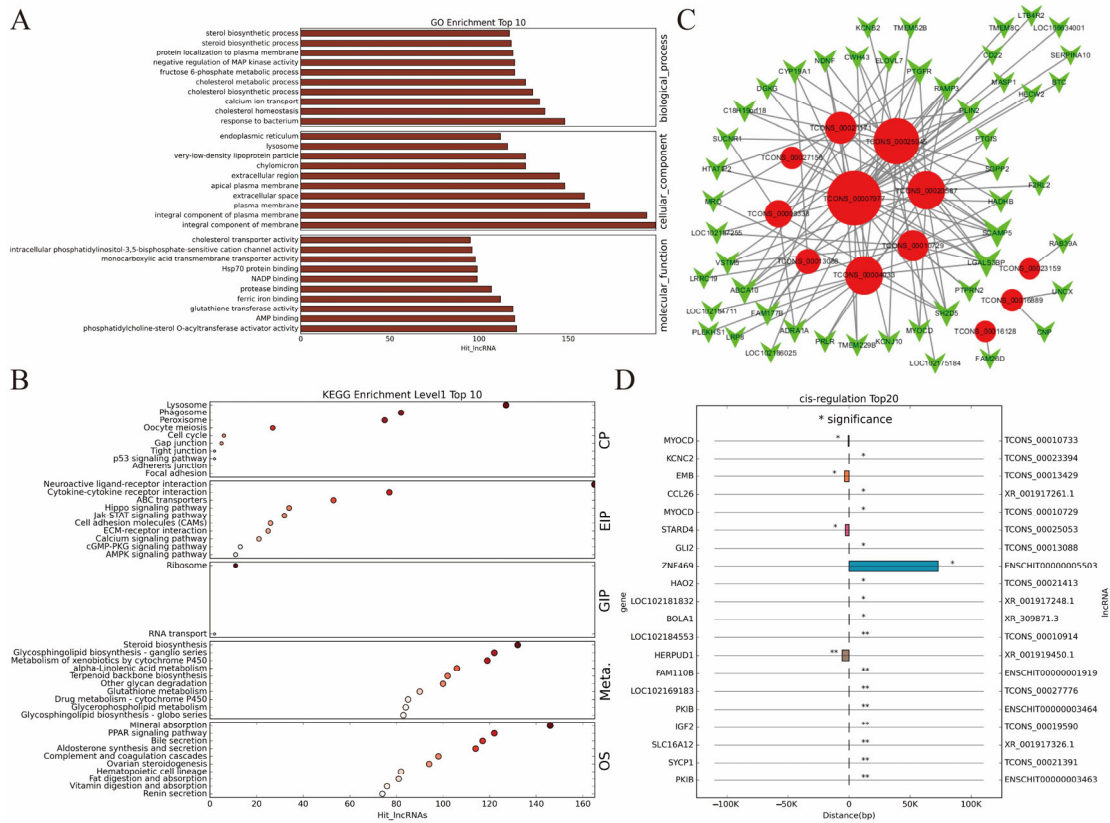 A
GO Enrichment Top 10
sterol biosynthetic process
steroid biosynthetic process
protein localization to plasma membrane
negative regulation of MAP kinase activity
fructose 6-phosphate metabolic process
cholesterol metabolic process
cholesterol biosynthetic process
calcium ion transport
cholesterol homeostasis
response to bacterium
biological_process
endoplasmic reticulum
lysosome
very-low-density lipoprotein particle
chylomicron
extracellular region
apical plasma membrane
extracellular space
plasma membrane
integral component of plasma membrane
integral component of membrane
cellular_component
cholesterol transporter activity
intracellular phosphatidylinositol-3,5-bisphosphate-sensitive cation channel activity
monocarboxylic acid transmembrane transporter activity
Hsp70 protein binding
NADP binding
protease binding
ferric iron binding
glutathione transferase activity
AMP binding
phosphatidylcholine-sterol O-acyltransferase activator activity
molecular_function
0 50 100 150
Hit_lncRNA
B
KEGG Enrichment Level1 Top 10
Lysosome
Phagosome
Peroxisome
Oocyte meiosis
Cell cycle
Gap junction
Tight junction
p53 signaling pathway
Adherens junction
Focal adhesion
CP
Neuroactive ligand-receptor interaction
Cytokine-cytokine receptor interaction
ABC transporters
Hippo signaling pathway
Jak-STAT signaling pathway
Cell adhesion molecules (CAMs)
ECM-receptor interaction
Calcium signaling pathway
cGMP-PKG signaling pathway
AMPK signaling pathway
EIP
Ribosome
RNA transport
GIP
Steroid biosynthesis
Glycosphingolipid biosynthesis - ganglio series
Metabolism of xenobiotics by cytochrome P450
alpha-Linolenic acid metabolism
Terpenoid backbone biosynthesis
Other glycan degradation
Glutathione metabolism
Drug metabolism - cytochrome P450
Glycerophospholipid metabolism
Glycosphingolipid biosynthesis - globo series
Meta.
Mineral absorption
PPAR signaling pathway
Bile secretion
Aldosterone synthesis and secretion
Complement and coagulation cascades
Ovarian steroidogenesis
Hematopoietic cell lineage
Fat digestion and absorption
Vitamin digestion and absorption
Renin secretion
OS
0 20 40 60 80 100 120 140 160
Hit_lncRNAs
C
LTB4R2
TMEM8C
LOC108634001
KCNB2
TMEM52B
SERPINA10
CD22
NDNF
CWH43
ELOVL7
PTGFR
CYP19A1
MASP1
BTC
DGKG
RAMP3
HECW2
C18H19orf18
PLIN2
SUCNR1
TCONS_00021171
TCONS_00025045
PTGIS
TCONS_00027156
HTATIP2
SGPP2
F2RL2
MRO
TCONS_00007917
TCONS_00020587
HADHB
TCONS_00009338
LOC102187255
SCAMP5
RAB39A
VSTM5
TCONS_00010729
LGALS3BP
TCONS_00013088
TCONS_00023159
LRRC19
TCONS_00004033
PTPRN2
UNCX
ABCA10
TCONS_00016889
LOC102184711
FAM177B
SH2D5
CNP
PLEKHS1
LRP8
ADRA1A
MYOCD
TCONS_00016128
LOC102186025
PRLR
TMEM229B
KCNJ10
FAM26D
LOC102175184
D
cis-regulation Top20
* significance
MYOCD * TCONS_00010733
KCNC2 * TCONS_00023394
EMB * TCONS_00013429
CCL26 * XR_001917261.1
MYOCD * TCONS_00010729
STARD4 * TCONS_00025053
GLI2 * TCONS_00013088
ZNF469 * ENSCHIT00000005503
HAO2 * TCONS_00021413
LOC102181832 * XR_001917248.1
BOLA1 * XR_309871.3
LOC102184553 ** TCONS_00010914
HERPUD1 ** XR_001919450.1
FAM110B ** ENSCHIT00000001919
LOC102169183 ** TCONS_00027776
PKIB ** ENSCHIT00000003464
IGF2 ** TCONS_00019590
SLC16A12 ** XR_001917326.1
SYCP1 ** TCONS_00021391
PKIB ** ENSCHIT00000003463
gene
lncRNA
−100K −50K 0 50K 100K
Distance(bp)